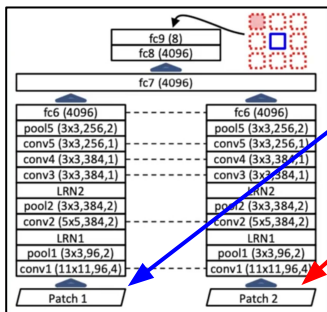 fc9 (8)
fc8 (4096)
fc7 (4096)
fc6 (4096)
pool5 (3x3,256,2)
conv5 (3x3,256,1)
conv4 (3x3,384,1)
conv3 (3x3,384,1)
LRN2
pool2 (3x3,384,2)
conv2 (5x5,384,2)
LRN1
pool1 (3x3,96,2)
conv1 (11x11,96,4)
Patch 1
fc6 (4096)
pool5 (3x3,256,2)
conv5 (3x3,256,1)
conv4 (3x3,384,1)
conv3 (3x3,384,1)
LRN2
pool2 (3x3,384,2)
conv2 (5x5,384,2)
LRN1
pool1 (3x3,96,2)
conv1 (11x11,96,4)
Patch 2